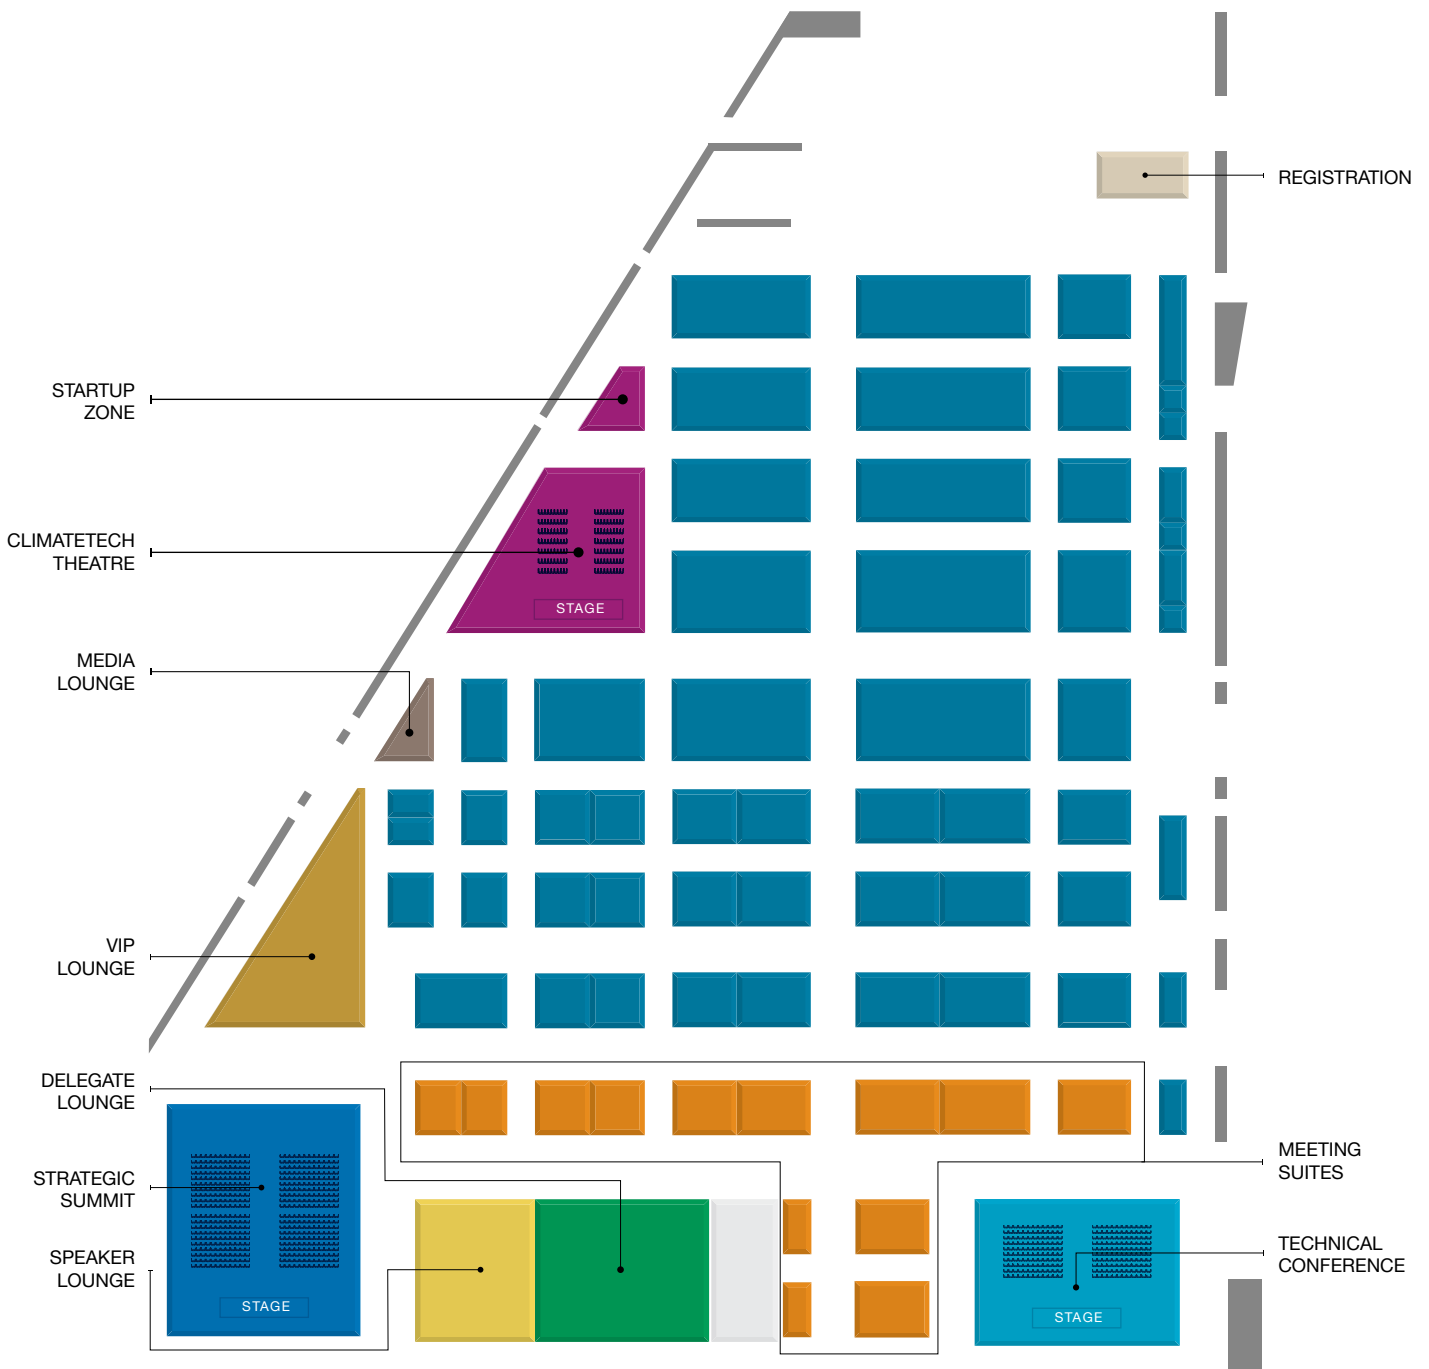 REGISTRATION
STARTUP
ZONE
CLIMATETECH
THEATRE
STAGE
MEDIA
LOUNGE
VIP
LOUNGE
DELEGATE
LOUNGE
STRATEGIC
SUMMIT
MEETING
SUITES
SPEAKER
LOUNGE
TECHNICAL
CONFERENCE
STAGE
STAGE